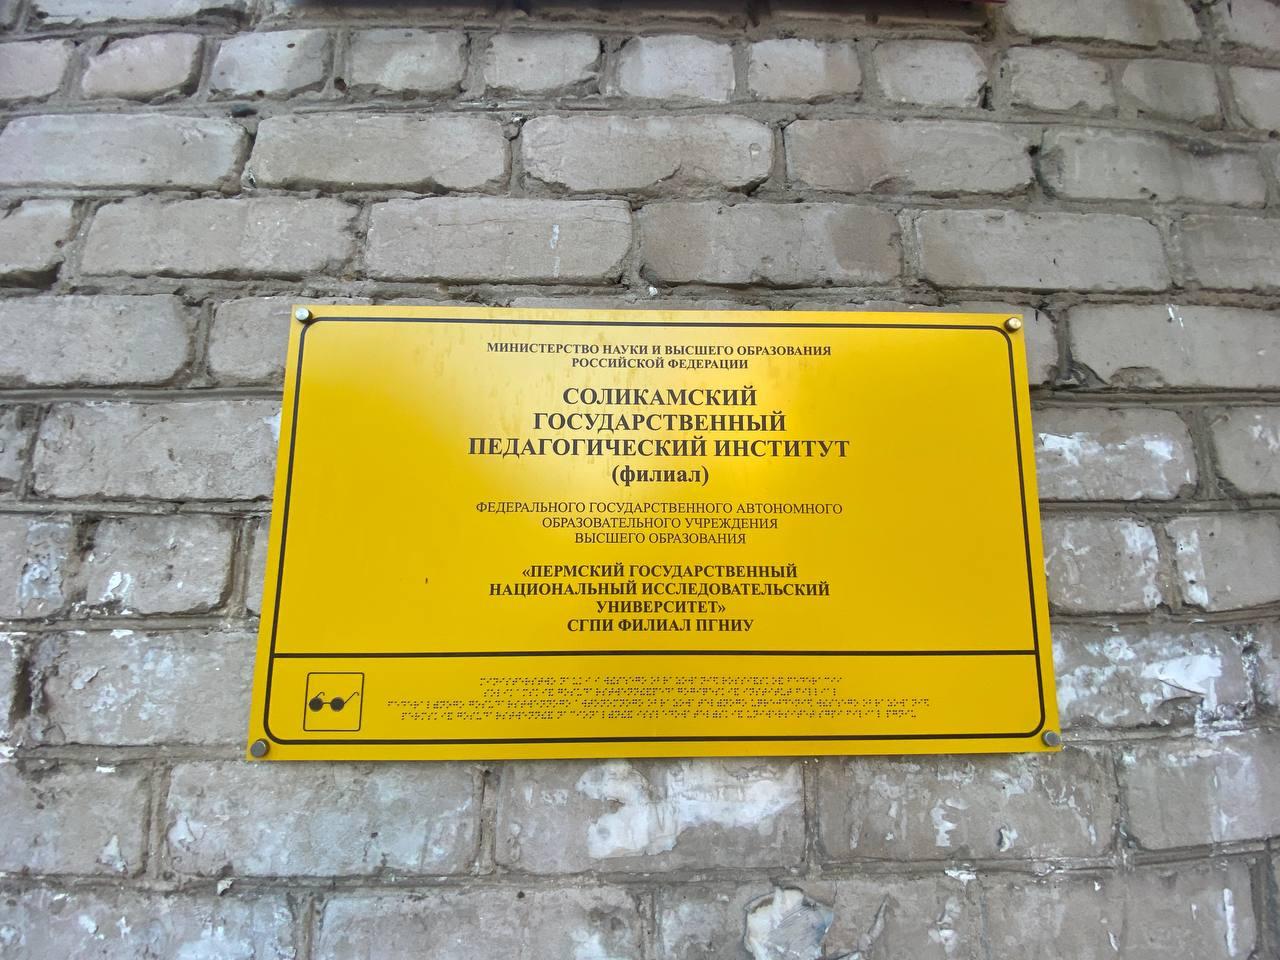 МИНИСТЕРСТВО НАУКИ И ВЫСШЕГО ОБРАЗОВАНИЯ
РОССИЙСКОЙ ФЕДЕРАЦИИ
СОЛИКАМСКИЙ
ГОСУДАРСТВЕННЫЙ
ПЕДАГОГИЧЕСКИЙ ИНСТИТУТ
(филиал)
ФЕДЕРАЛЬНОГО ГОСУДАРСТВЕННОГО АВТОНОМНОГО
ОБРАЗОВАТЕЛЬНОГО УЧРЕЖДЕНИЯ
ВЫСШЕГО ОБРАЗОВАНИЯ
«ПЕРМСКИЙ ГОСУДАРСТВЕННЫЙ
НАЦИОНАЛЬНЫЙ ИССЛЕДОВАТЕЛЬСКИЙ
УНИВЕРСИТЕТ»
СГПИ ФИЛИАЛ ПГНИУ